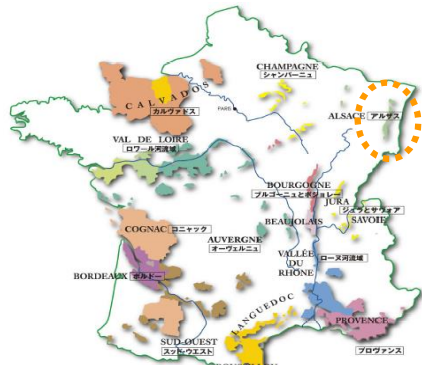 CHAMPAGNE
シャンパーニュ
CALVADOS
カルヴァドス
PARIS
ALSACE アルザス
VAL DE LOIRE
ロワール河流域
BOURGOGNE
ブルゴーニュとボジョレー
JURA
ジュラとサヴォア
SAVOIE
BEAUJOLAIS
COGNAC コニャック
AUVERGNE
オーヴェルニュ
VALLÉE
DU
RHÔNE
ローヌ河流域
BORDEAUX ボルドー
LANGUEDOC
PROVENCE
プロヴァンス
SUD-OUEST
スッド・ウエスト